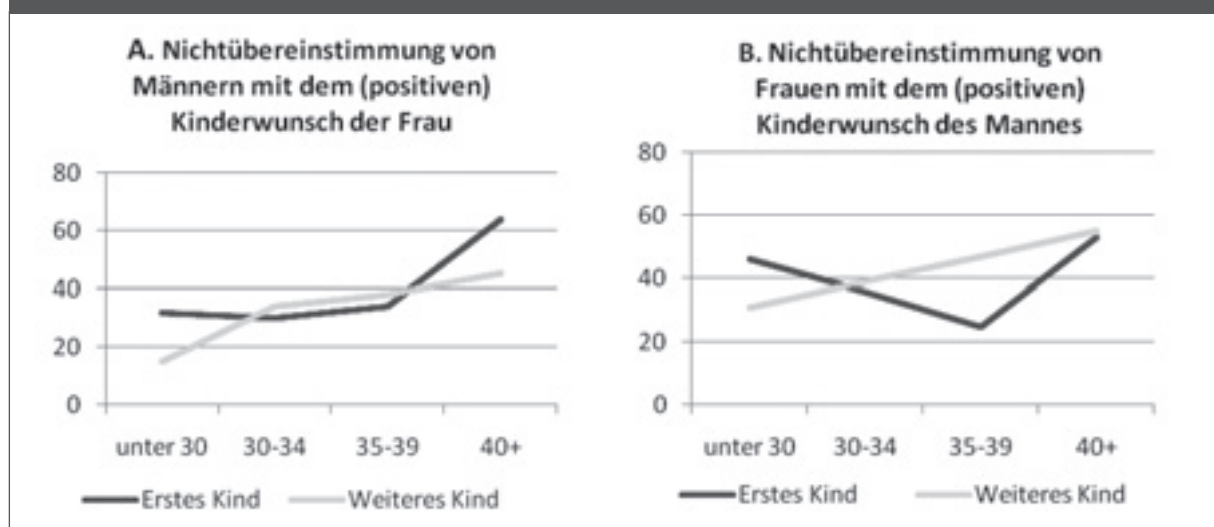 A. Nichtübereinstimmung von
Männern mit dem (positiven)
Kinderwunsch der Frau
80
60
40
20
0
unter 30 30-34 35-39 40+
Erstes Kind Weiteres Kind
B. Nichtübereinstimmung von
Frauen mit dem (positiven)
Kinderwunsch des Mannes
80
60
40
20
0
unter 30 30-34 35-39 40+
Erstes Kind Weiteres Kind